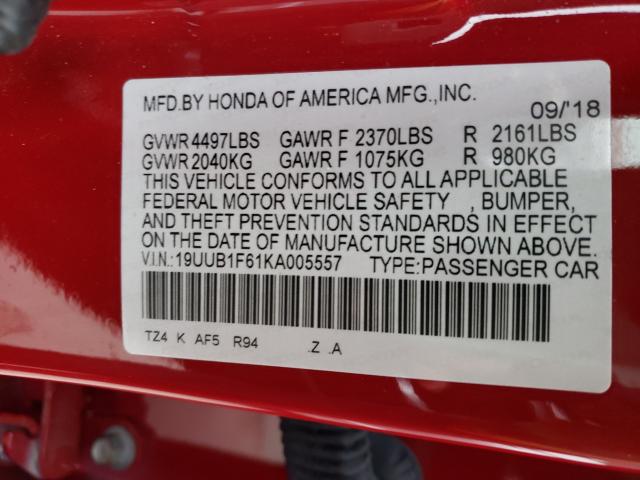 MFD.BY HONDA OF AMERICA MFG.,INC.
09/'18
GVWR 4497LBS GAWR F 2370LBS R 2161LBS
GVWR 2040KG GAWR F 1075KG R 980KG
THIS VEHICLE CONFORMS TO ALL APPLICABLE
FEDERAL MOTOR VEHICLE SAFETY , BUMPER,
AND THEFT PREVENTION STANDARDS IN EFFECT
ON THE DATE OF MANUFACTURE SHOWN ABOVE.
V.I.N.:19UUB1F61KA005557 TYPE:PASSENGER CAR
TZ4 K AF5 R94 .Z .A